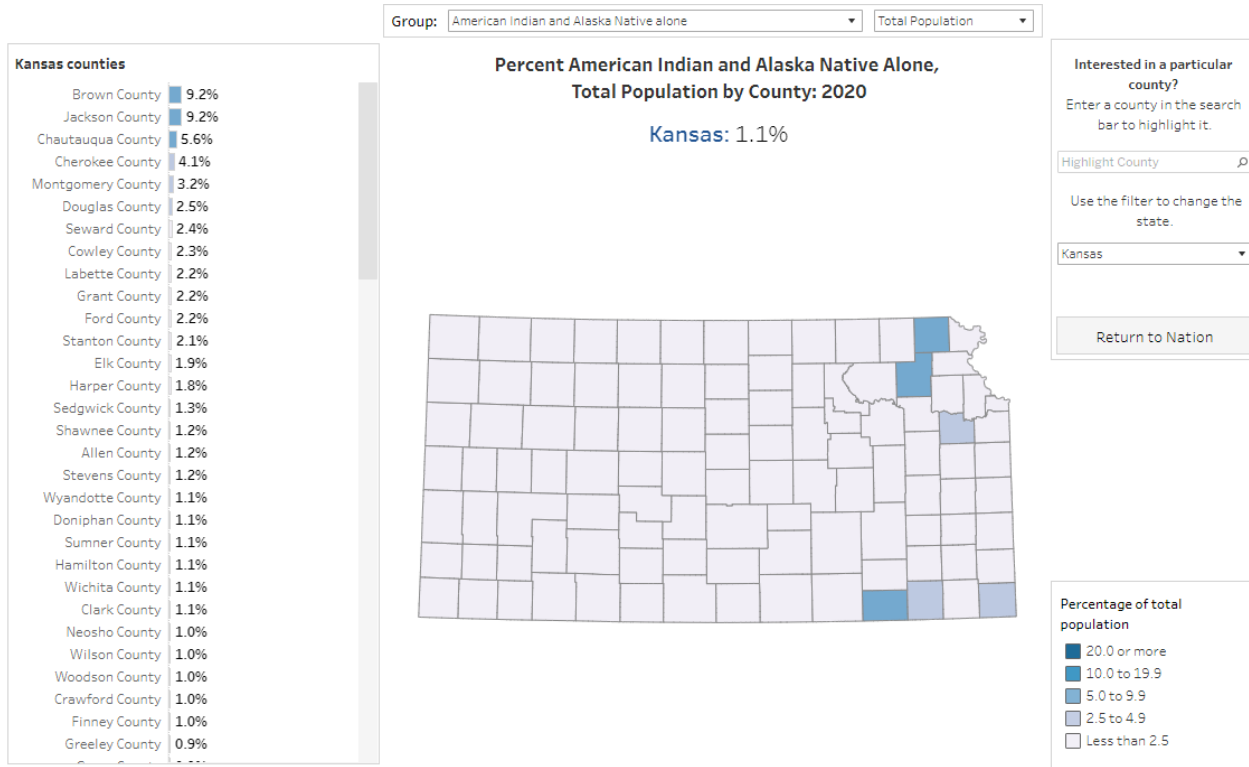 Group: American Indian and Alaska Native alone Total Population
Kansas counties
Brown County 9.2%
Jackson County 9.2%
Chautauqua County 5.6%
Cherokee County 4.1%
Montgomery County 3.2%
Douglas County 2.5%
Seward County 2.4%
Cowley County 2.3%
Labette County 2.2%
Grant County 2.2%
Ford County 2.2%
Stanton County 2.1%
Elk County 1.9%
Harper County 1.8%
Sedgwick County 1.3%
Shawnee County 1.2%
Allen County 1.2%
Stevens County 1.2%
Wyandotte County 1.1%
Doniphan County 1.1%
Sumner County 1.1%
Hamilton County 1.1%
Wichita County 1.1%
Clark County 1.1%
Neosho County 1.0%
Wilson County 1.0%
Woodson County 1.0%
Crawford County 1.0%
Finney County 1.0%
Greeley County 0.9%
Percent American Indian and Alaska Native Alone,
Total Population by County: 2020
Kansas: 1.1%
Interested in a particular
county?
Enter a county in the search
bar to highlight it.
Highlight County
Use the filter to change the
state.
Kansas
Return to Nation
Percentage of total
population
20.0 or more
10.0 to 19.9
5.0 to 9.9
2.5 to 4.9
Less than 2.5